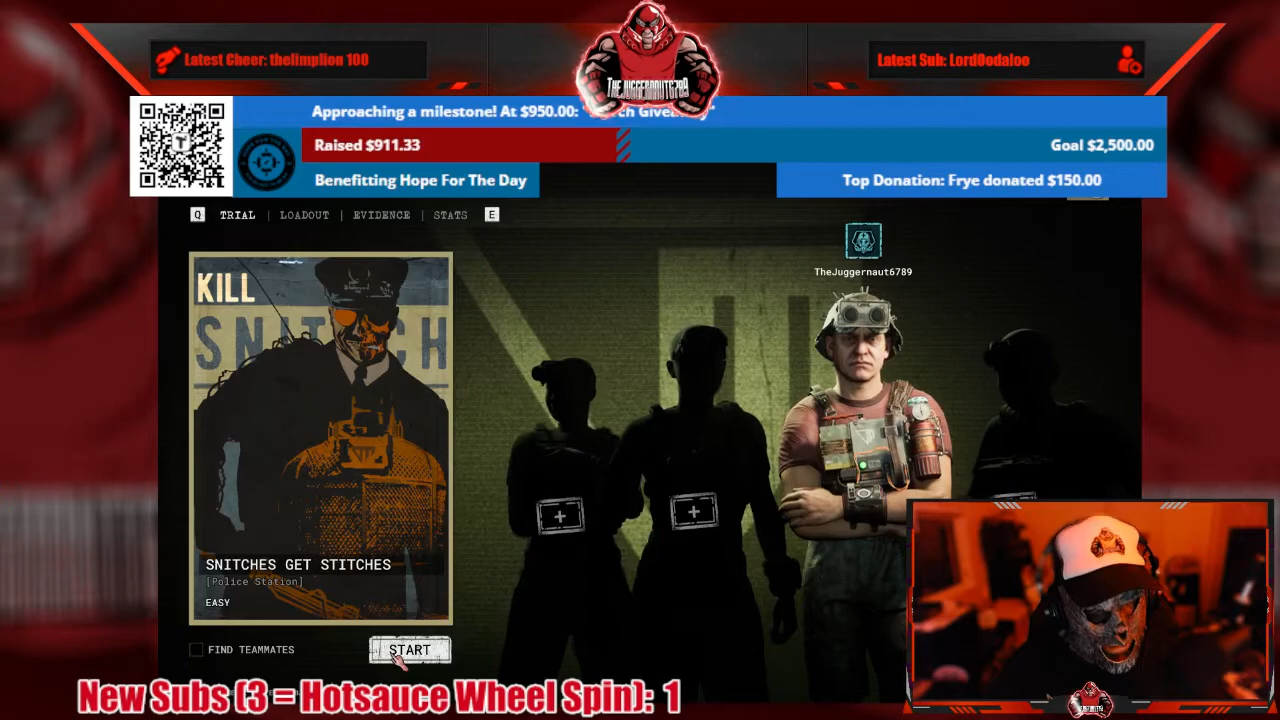 Latest Cheer: thelimplion 100
THEJUGGERNAUT6789
Latest Sub: LordOodaloo
Approaching a milestone! At $950.00:
Raised $911.33
Goal $2,500.00
Benefitting Hope For The Day
Top Donation: Frye donated $150.00
Q TRIAL | LOADOUT | EVIDENCE | STATS E
TheJuggernaut6789
KILL
SNITCH
SNITCHES GET STITCHES
[Police Station]
EASY
FIND TEAMMATES
START
New Subs (3 = Hotsauce Wheel Spin): 1